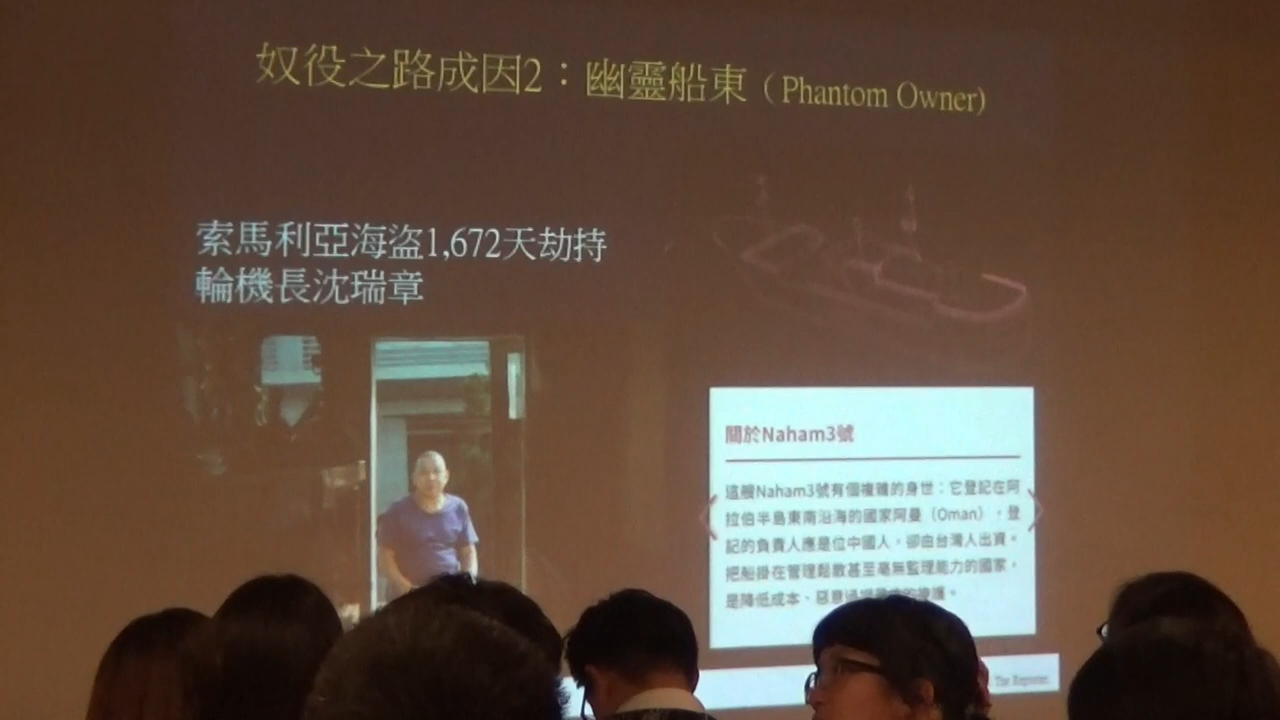 奴役之路成因2：幽靈船東（Phantom Owner)
索馬利亞海盜1,672天劫持
輪機長沈瑞章
關於Naham3號
這艘Naham3號有個複雜的身世：它登記在阿
拉伯半島東南沿海的國家阿曼（Oman），登
記的負責人應是位中國人，卻由台灣人出資。
把船掛在管理鬆散甚至毫無監理能力的國家，
是降低成本、惡意
The Reporter